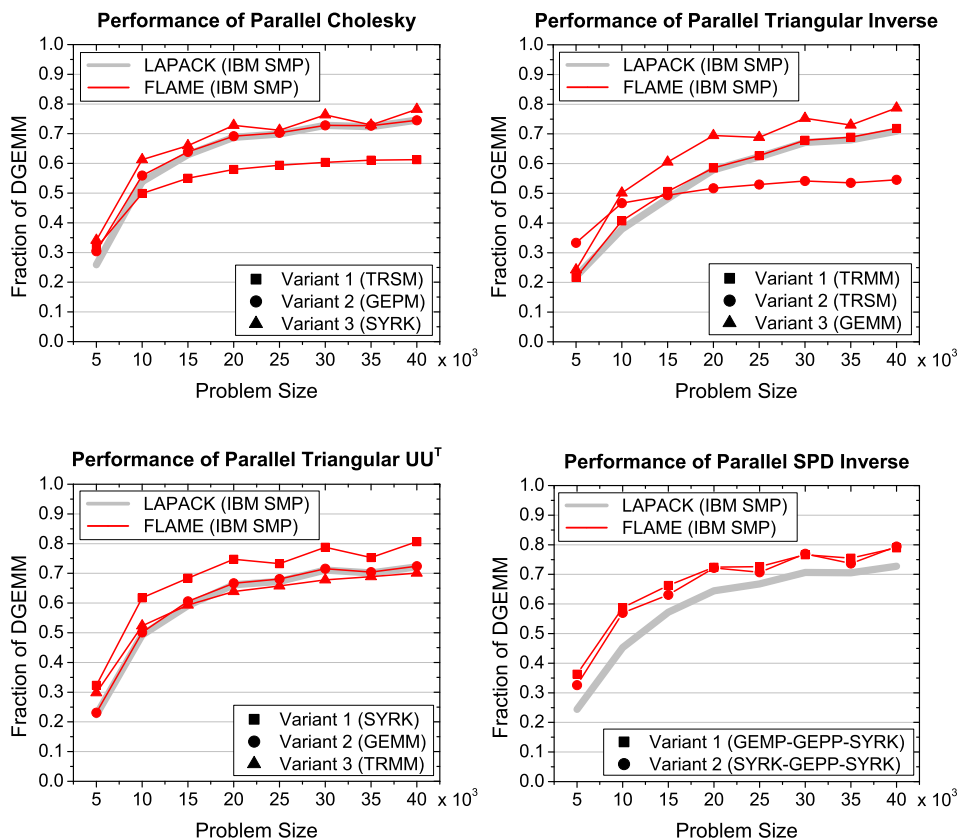 Performance of Parallel Cholesky
1.0
0.9
0.8
0.7
0.6
0.5
0.4
0.3
0.2
0.1
0.0
Fraction of DGEMM
LAPACK (IBM SMP)
FLAME (IBM SMP)
Variant 1 (TRSM)
Variant 2 (GEPM)
Variant 3 (SYRK)
5 10 15 20 25 30 35 40 x 10³
Problem Size
Performance of Parallel Triangular Inverse
1.0
0.9
0.8
0.7
0.6
0.5
0.4
0.3
0.2
0.1
0.0
Fraction of DGEMM
LAPACK (IBM SMP)
FLAME (IBM SMP)
Variant 1 (TRMM)
Variant 2 (TRSM)
Variant 3 (GEMM)
5 10 15 20 25 30 35 40 x 10³
Problem Size
Performance of Parallel Triangular UUᵀ
1.0
0.9
0.8
0.7
0.6
0.5
0.4
0.3
0.2
0.1
0.0
Fraction of DGEMM
LAPACK (IBM SMP)
FLAME (IBM SMP)
Variant 1 (SYRK)
Variant 2 (GEMM)
Variant 3 (TRMM)
5 10 15 20 25 30 35 40 x 10³
Problem Size
Performance of Parallel SPD Inverse
1.0
0.9
0.8
0.7
0.6
0.5
0.4
0.3
0.2
0.1
0.0
Fraction of DGEMM
LAPACK (IBM SMP)
FLAME (IBM SMP)
Variant 1 (GEMP-GEPP-SYRK)
Variant 2 (SYRK-GEPP-SYRK)
5 10 15 20 25 30 35 40 x 10³
Problem Size